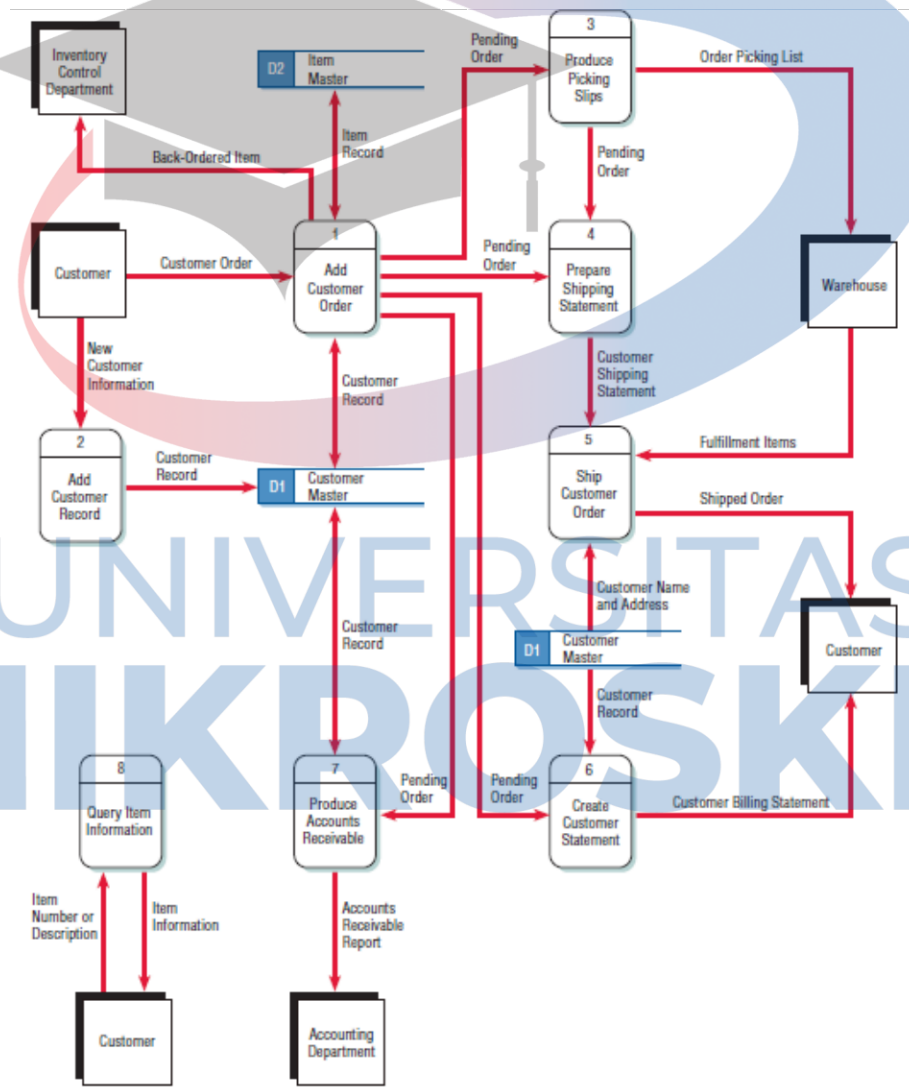 Inventory
Control
Department
D2
Item
Master
Pending
Order
3
Produce
Picking
Slips
Order Picking List
Item
Record
Back-Ordered Item
Pending
Order
Customer
Customer Order
1
Add
Customer
Order
Pending
Order
4
Prepare
Shipping
Statement
Warehouse
New
Customer
Information
Customer
Record
Customer
Shipping
Statement
2
Add
Customer
Record
Customer
Record
D1
Customer
Master
5
Ship
Customer
Order
Fulfillment Items
Shipped Order
UNIVERSITAS
Customer
Record
Customer Name
and Address
D1
Customer
Master
Customer
MIKROSKI
Customer
Record
8
Query Item
Information
7
Produce
Accounts
Receivable
Pending
Order
Pending
Order
6
Create
Customer
Statement
Customer Billing Statement
Item
Number or
Description
Item
Information
Accounts
Receivable
Report
Customer
Accounting
Department